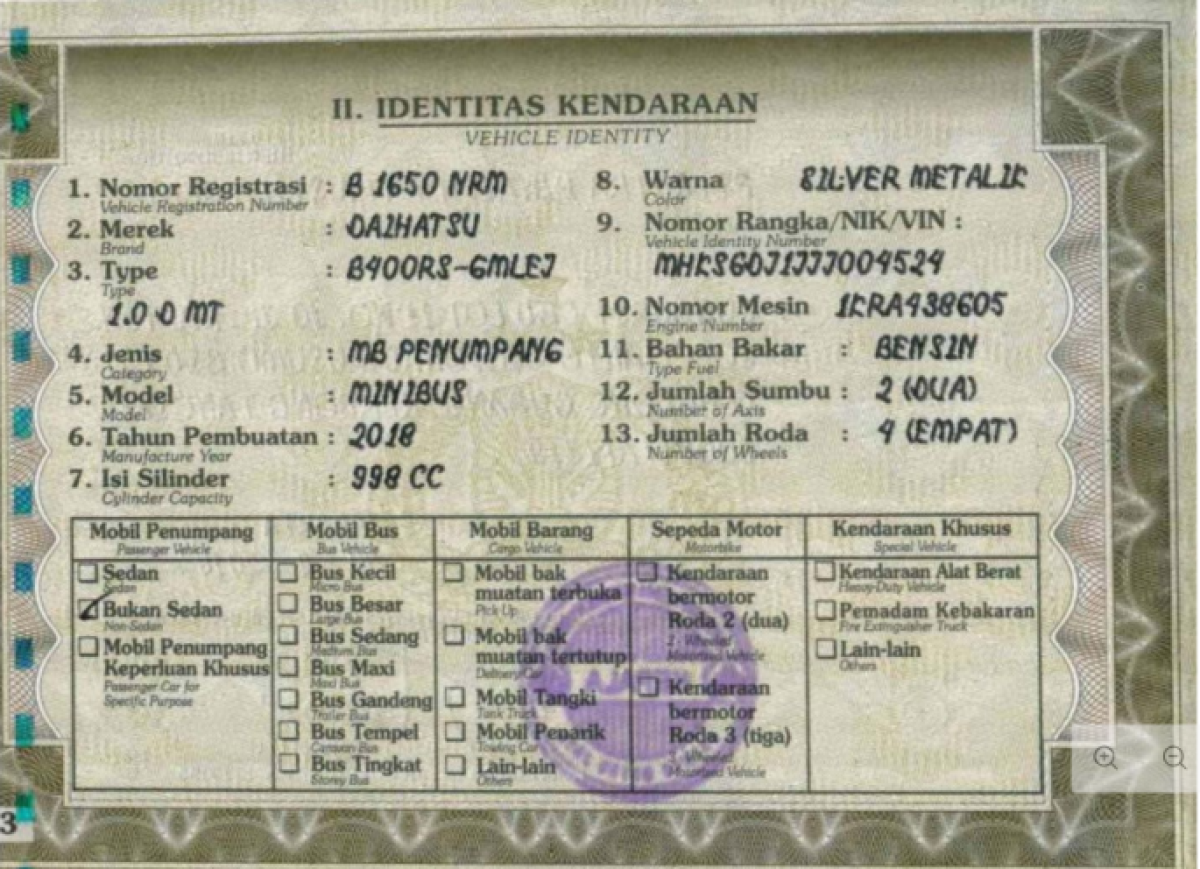 II. IDENTITAS KENDARAAN
VEHICLE IDENTITY
1. Nomor Registrasi : B 1650 NRM
Vehicle Registration Number
2. Merek : DAIHATSU
Brand
3. Type : B400RS-GMLEJ
Type
1.0 D MT
4. Jenis : MB PENUMPANG
Category
5. Model : MINIBUS
Model
6. Tahun Pembuatan : 2018
Manufacture Year
7. Isi Silinder : 998 CC
Cylinder Capacity
8. Warna SILVER METALIK
Color
9. Nomor Rangka/NIK/VIN :
Vehicle Identity Number
MHKS6DJ1JJJ004524
10. Nomor Mesin 1KRA438605
Engine Number
11. Bahan Bakar : BENSIN
Type Fuel
12. Jumlah Sumbu : 2 (DUA)
Number of Axis
13. Jumlah Roda : 4 (EMPAT)
Number of Wheels
Mobil Penumpang
Passenger Vehicle
Sedan
Sedan
Bukan Sedan
Non-Sedan
Mobil Penumpang
Keperluan Khusus
Passenger Car for
Specific Purpose
Mobil Bus
Bus Vehicle
Bus Kecil
Micro Bus
Bus Besar
Large Bus
Bus Sedang
Medium Bus
Bus Maxi
Maxi Bus
Bus Gandeng
Trailer Bus
Bus Tempel
Caravan Bus
Bus Tingkat
Storey Bus
Mobil Barang
Cargo Vehicle
Mobil bak
muatan terbuka
Pick Up
Mobil bak
muatan tertutup
Delivery Car
Mobil Tangki
Tank Truck
Mobil Penarik
Towing Car
Lain-lain
Others
Sepeda Motor
Motorbike
Kendaraan
bermotor
Roda 2 (dua)
2 - Wheeled
Motorized Vehicle
Kendaraan
bermotor
Roda 3 (tiga)
Wheeled
Motorized Vehicle
Kendaraan Khusus
Special Vehicle
Kendaraan Alat Berat
Heavy-Duty Vehicle
Pemadam Kebakaran
Fire Extinguisher Truck
Lain-lain
Others
3